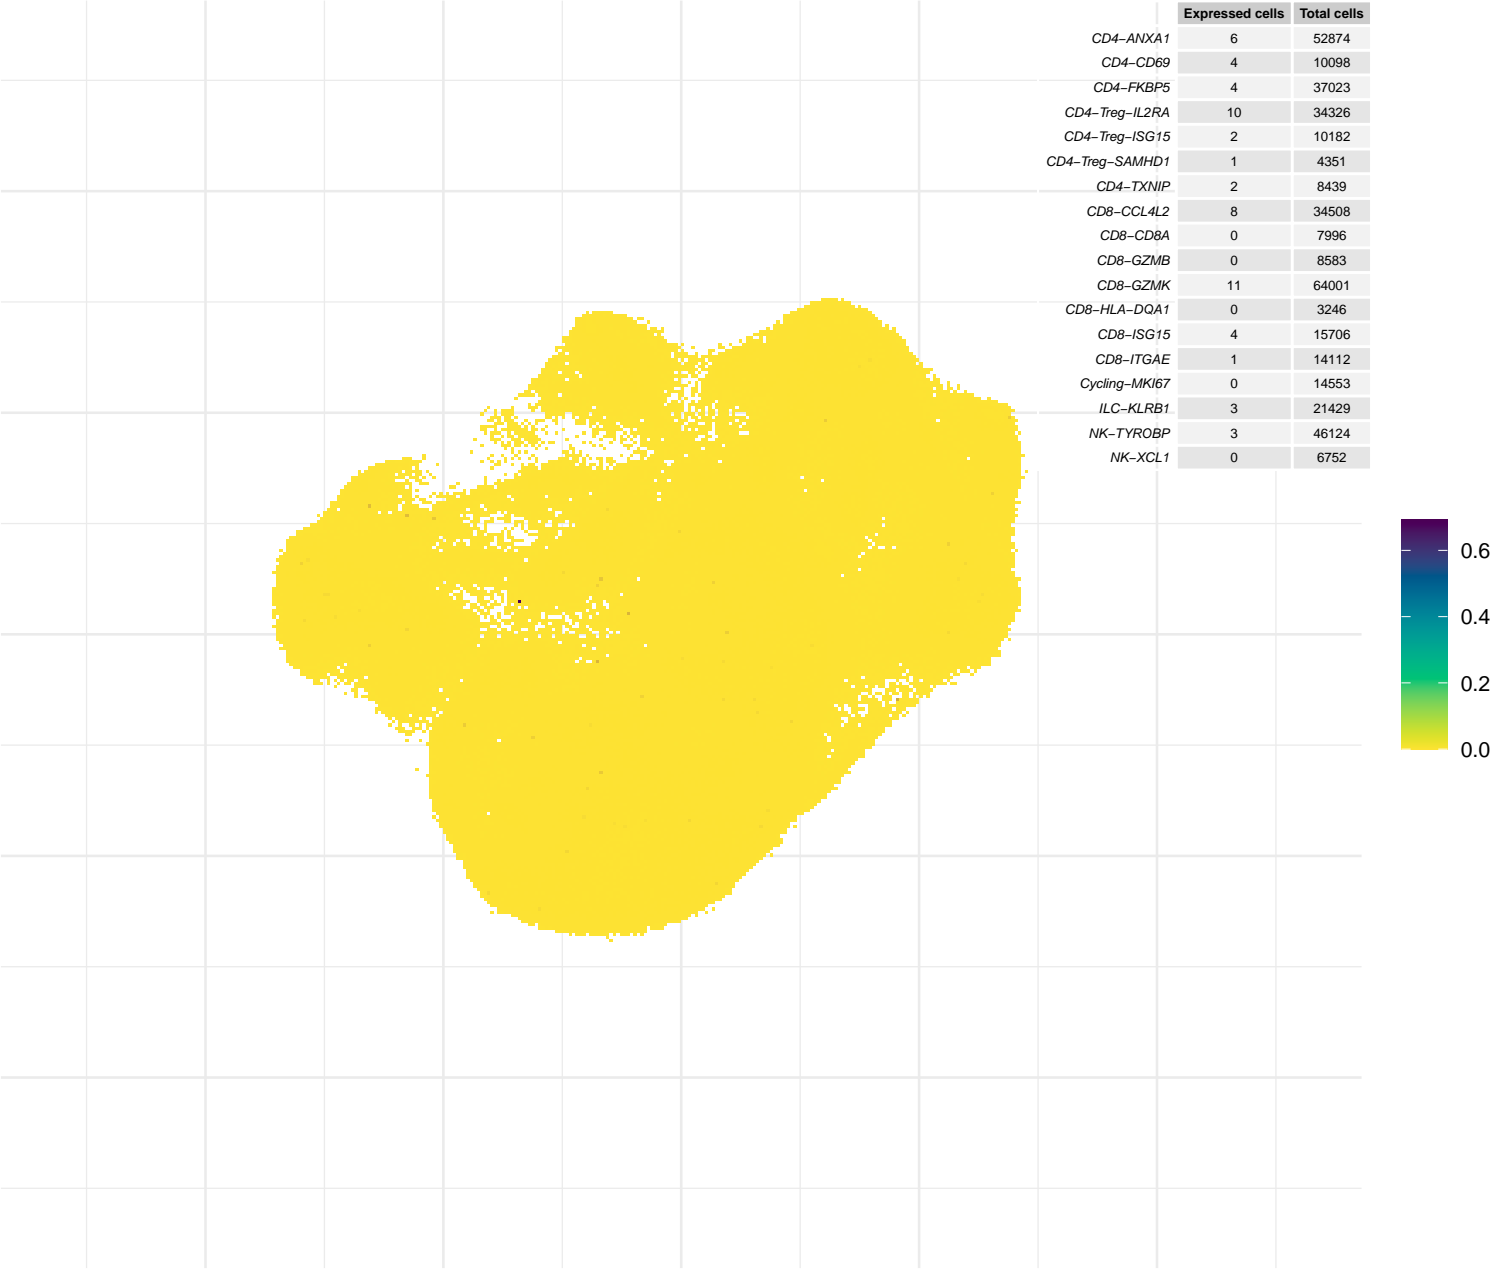 Expressed cells Total cells
CD4−ANXA1 6 52874
CD4−CD69 4 10098
CD4−FKBP5 4 37023
CD4−Treg−IL2RA 10 34326
CD4−Treg−ISG15 2 10182
CD4−Treg−SAMHD1 1 4351
CD4−TXNIP 2 8439
CD8−CCL4L2 8 34508
CD8−CD8A 0 7996
CD8−GZMB 0 8583
CD8−GZMK 11 64001
CD8−HLA−DQA1 0 3246
CD8−ISG15 4 15706
CD8−ITGAE 1 14112
Cycling−MKI67 0 14553
ILC−KLRB1 3 21429
NK−TYROBP 3 46124
NK−XCL1 0 6752
0.6
0.4
0.2
0.0